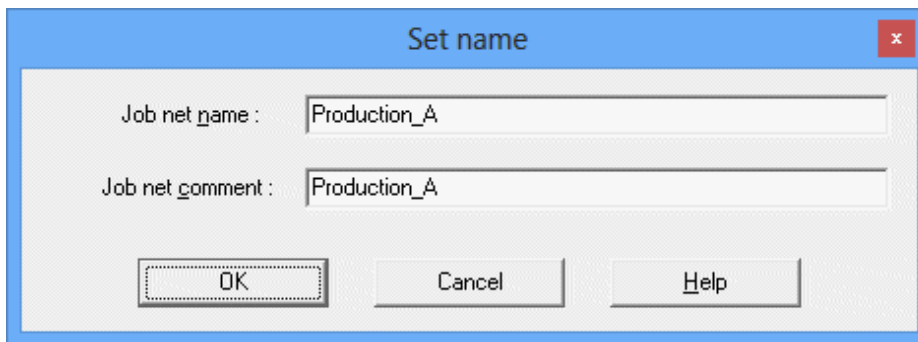 Set name
x
Job net name : Production_A
Job net comment : Production_A
OK Cancel Help